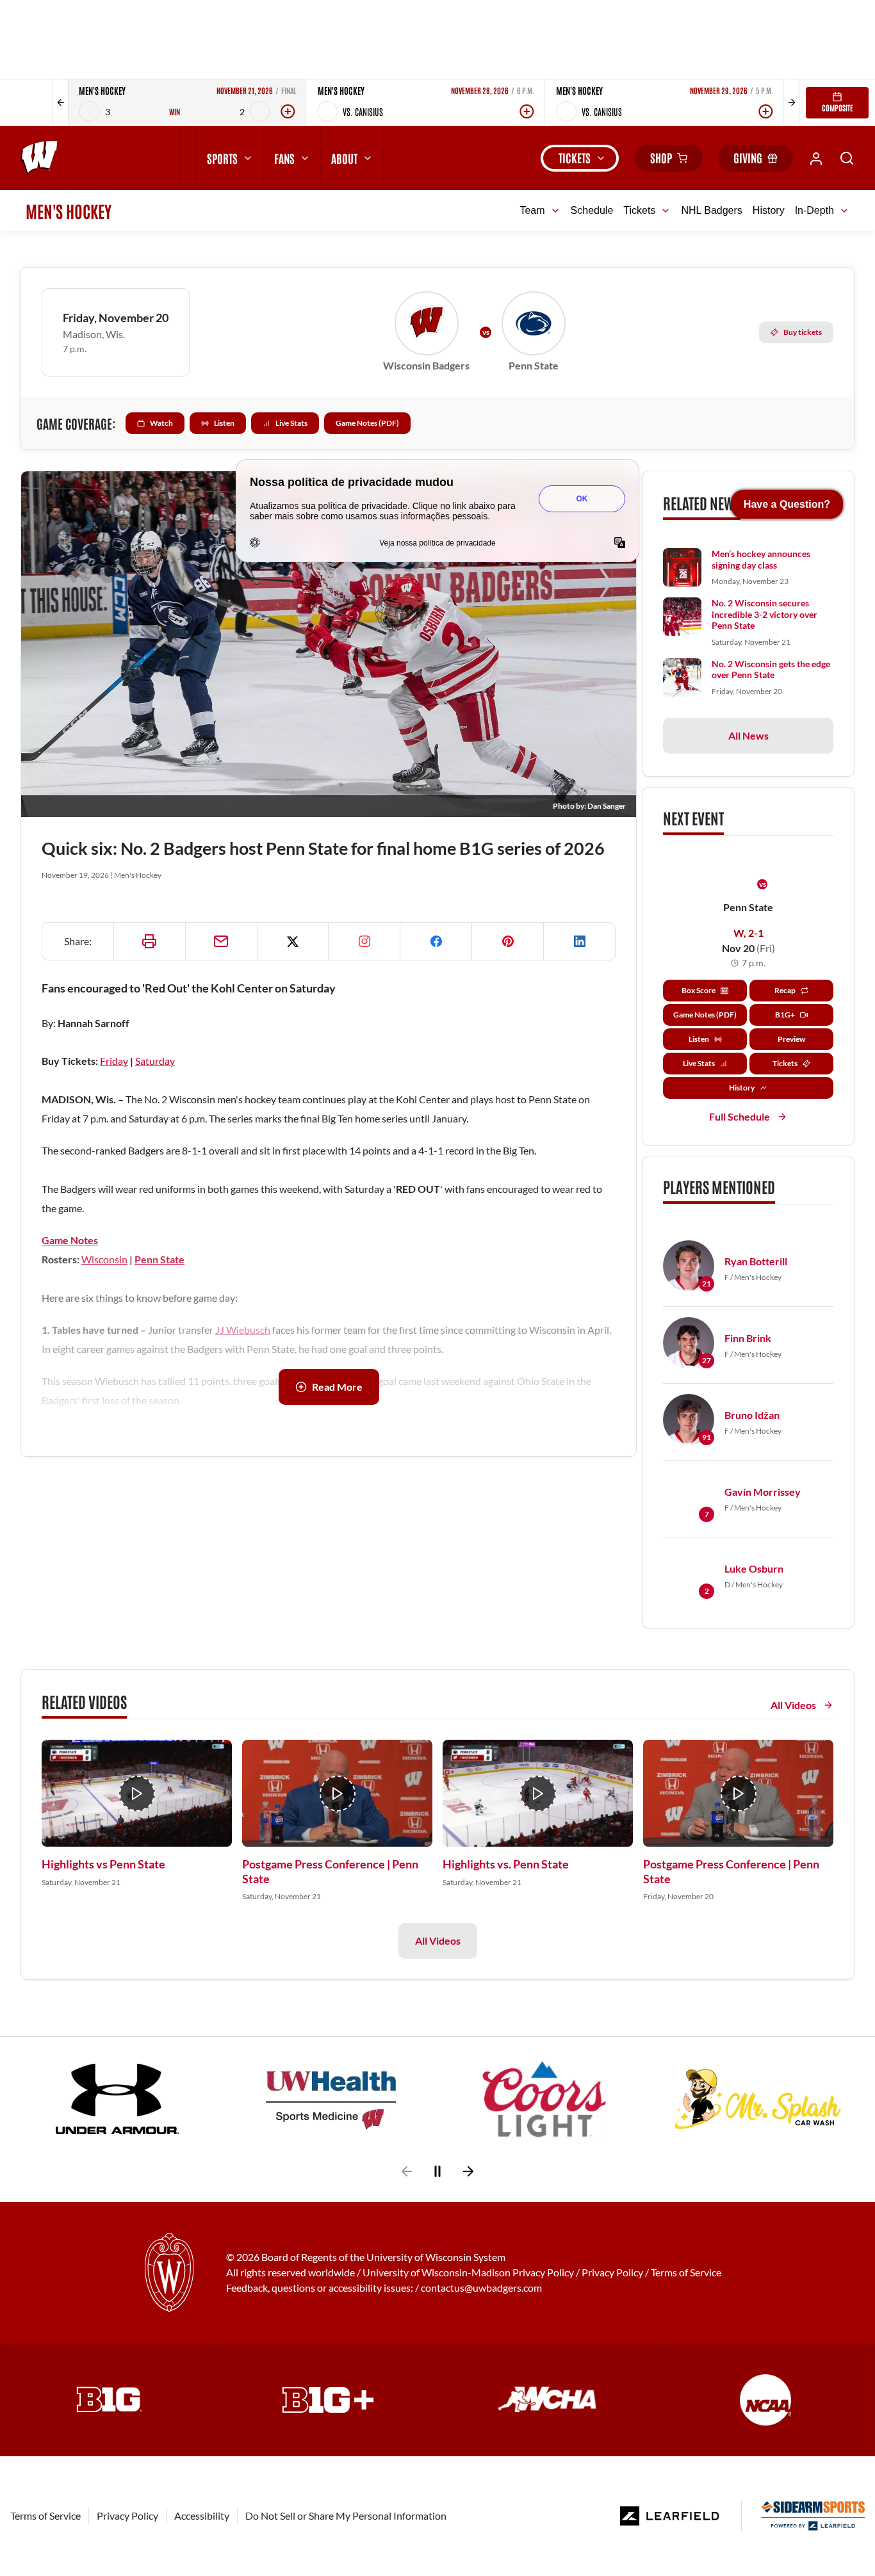 MEN'S HOCKEY
NOVEMBER 21, 2026 / FINAL
3 WIN 2
MEN'S HOCKEY
NOVEMBER 28, 2026 / 6 P.M.
VS. CANISIUS
MEN'S HOCKEY
NOVEMBER 29, 2026 / 5 P.M.
VS. CANISIUS
COMPOSITE
W
SPORTS
FANS
ABOUT
TICKETS
SHOP
GIVING
MEN'S HOCKEY
Team
Schedule
Tickets
NHL Badgers
History
In-Depth
Friday, November 20
Madison, Wis.
7 p.m.
Wisconsin Badgers
vs
Penn State
Buy tickets
GAME COVERAGE:
Watch
Listen
Live Stats
Game Notes (PDF)
Nossa política de privacidade mudou
Atualizamos sua política de privacidade. Clique no link abaixo para
saber mais sobre como usamos suas informações pessoais.
OK
Veja nossa política de privacidade
Photo by: Dan Sanger
Quick six: No. 2 Badgers host Penn State for final home B1G series of 2026
November 19, 2026 | Men's Hockey
Share:
Fans encouraged to 'Red Out' the Kohl Center on Saturday
By: Hannah Sarnoff
Buy Tickets: Friday | Saturday
MADISON, Wis. – The No. 2 Wisconsin men's hockey team continues play at the Kohl Center and plays host to Penn State on
Friday at 7 p.m. and Saturday at 6 p.m. The series marks the final Big Ten home series until January.
The second-ranked Badgers are 8-1-1 overall and sit in first place with 14 points and a 4-1-1 record in the Big Ten.
The Badgers will wear red uniforms in both games this weekend, with Saturday a 'RED OUT' with fans encouraged to wear red to
the game.
Game Notes
Rosters: Wisconsin | Penn State
Here are six things to know before game day:
1. Tables have turned – Junior transfer JJ Wiebusch faces his former team for the first time since committing to Wisconsin in April.
In eight career games against the Badgers with Penn State, he had one goal and three points.
This season Wiebusch has tallied 11 points, three goal
goal came last weekend against Ohio State in the
Badgers' first loss of the season.
Read More
RELATED NEW
Have a Question?
Men's hockey announces
signing day class
Monday, November 23
No. 2 Wisconsin secures
incredible 3-2 victory over
Penn State
Saturday, November 21
No. 2 Wisconsin gets the edge
over Penn State
Friday, November 20
All News
NEXT EVENT
vs
Penn State
W, 2-1
Nov 20 (Fri)
7 p.m.
Box Score
Recap
Game Notes (PDF)
B1G+
Listen
Preview
Live Stats
Tickets
History
Full Schedule
PLAYERS MENTIONED
Ryan Botterill
21
F / Men's Hockey
Finn Brink
27
F / Men's Hockey
Bruno Idžan
91
F / Men's Hockey
Gavin Morrissey
7
F / Men's Hockey
Luke Osburn
2
D / Men's Hockey
RELATED VIDEOS
All Videos
Highlights vs Penn State
Saturday, November 21
Postgame Press Conference | Penn
State
Saturday, November 21
Highlights vs. Penn State
Saturday, November 21
Postgame Press Conference | Penn
State
Friday, November 20
All Videos
UNDER ARMOUR
UWHealth
Sports Medicine
Coors
LIGHT
Mr. Splash
CAR WASH
© 2026 Board of Regents of the University of Wisconsin System
All rights reserved worldwide / University of Wisconsin-Madison Privacy Policy / Privacy Policy / Terms of Service
Feedback, questions or accessibility issues: / contactus@uwbadgers.com
B1G
B1G+
WCHA
NCAA
Terms of Service
Privacy Policy
Accessibility
Do Not Sell or Share My Personal Information
LEARFIELD
SIDEARM SPORTS
POWERED BY LEARFIELD